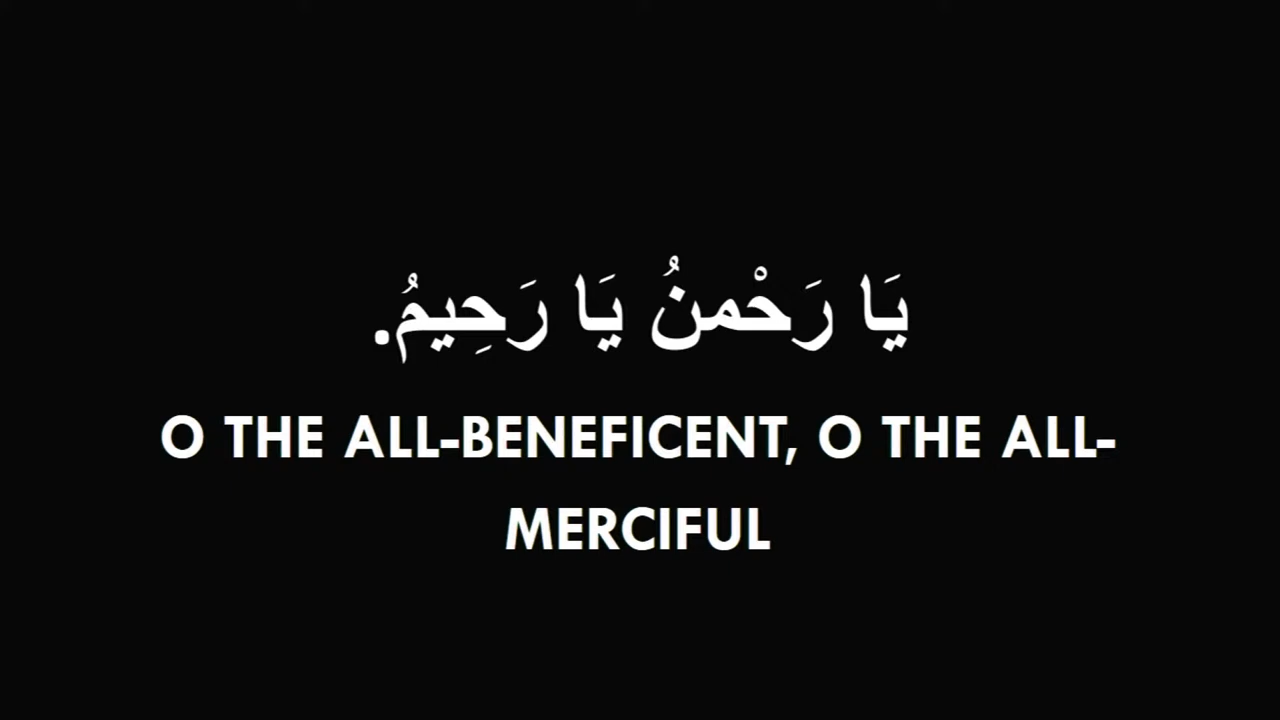 يَا رَحْمنُ يَا رَحِيمُ.
O THE ALL-BENEFICENT, O THE ALL-
MERCIFUL